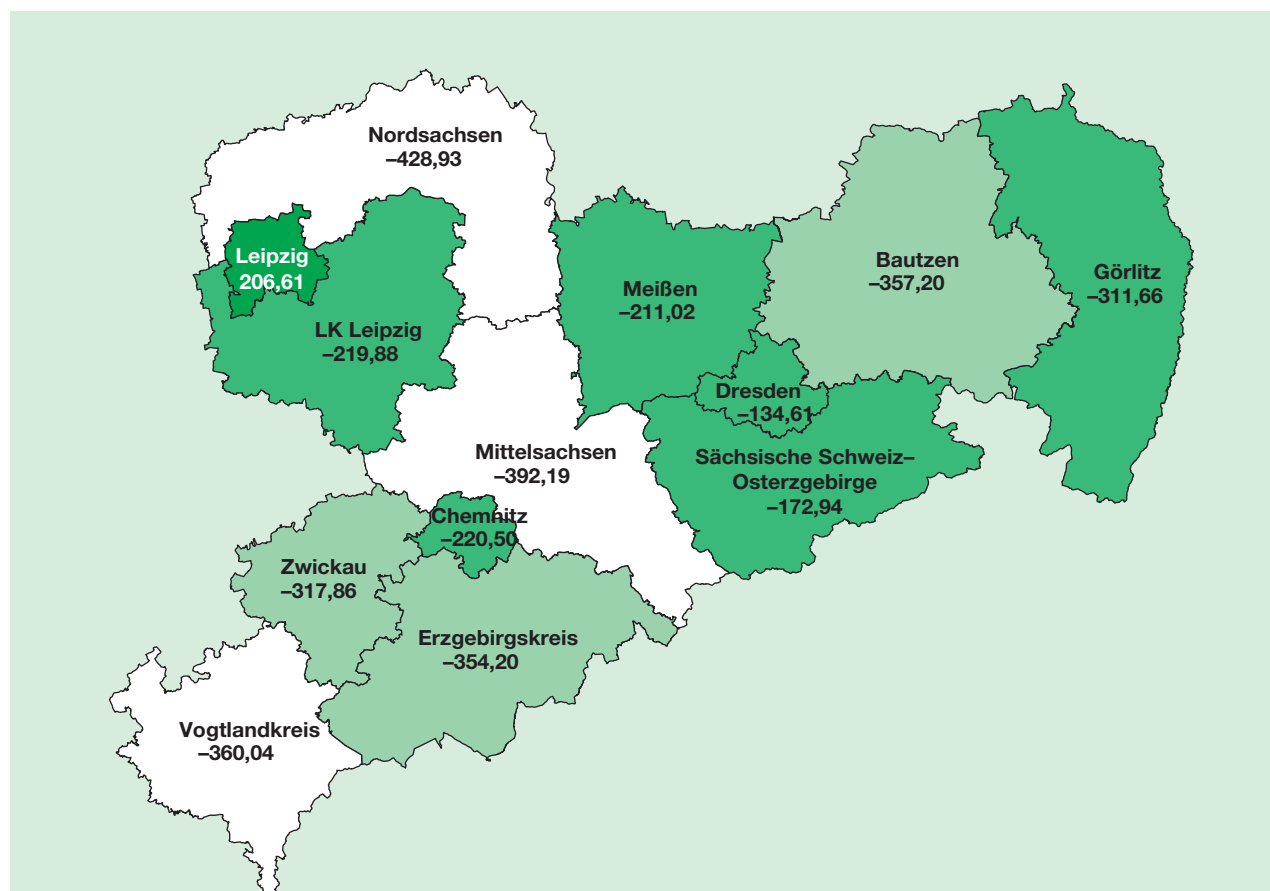 Nordsachsen
–428,93
Leipzig
206,61
LK Leipzig
–219,88
Meißen
–211,02
Bautzen
–357,20
Görlitz
–311,66
Dresden
–134,61
Mittelsachsen
–392,19
Sächsische Schweiz–
Osterzgebirge
–172,94
Chemnitz
–220,50
Zwickau
–317,86
Erzgebirgskreis
–354,20
Vogtlandkreis
–360,04